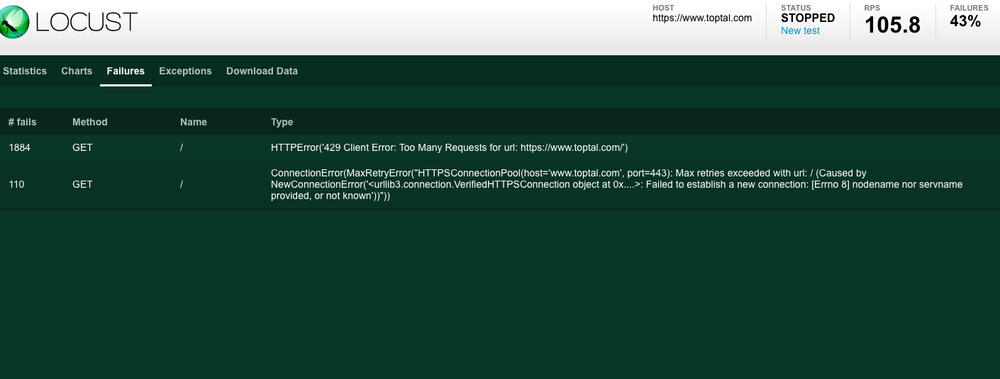 LOCUST
HOST
https://www.toptal.com
STATUS
STOPPED
New test
RPS
105.8
FAILURES
43%
Statistics Charts Failures Exceptions Download Data
# fails Method Name Type
1884 GET / HTTPError('429 Client Error: Too Many Requests for url: https://www.toptal.com/')
110 GET / ConnectionError(MaxRetryError("HTTPSConnectionPool(host='www.toptal.com', port=443): Max retries exceeded with url: / (Caused by
NewConnectionError('<urllib3.connection.VerifiedHTTPSConnection object at 0x....>: Failed to establish a new connection: [Errno 8] nodename nor servname
provided, or not known'))"))